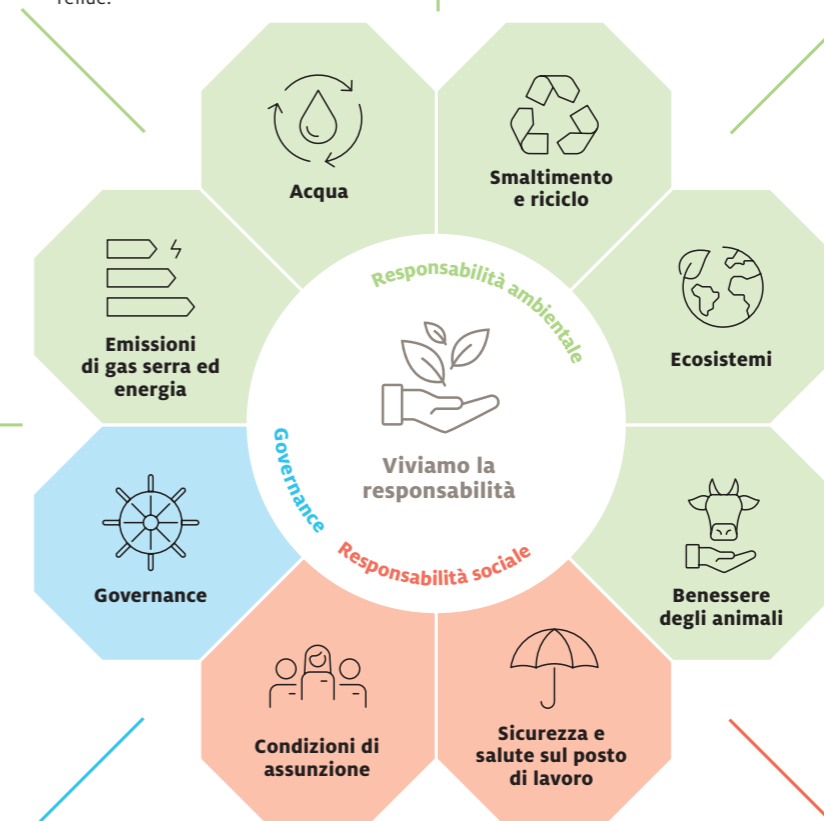 Acqua
Smaltimento
e riciclo
Emissioni
di gas serra ed
energia
Responsabilità ambientale
Ecosistemi
Viviamo la
responsabilità
Governance
Responsabilità sociale
Governance
Benessere
degli animali
Condizioni di
assunzione
Sicurezza e
salute sul posto
di lavoro